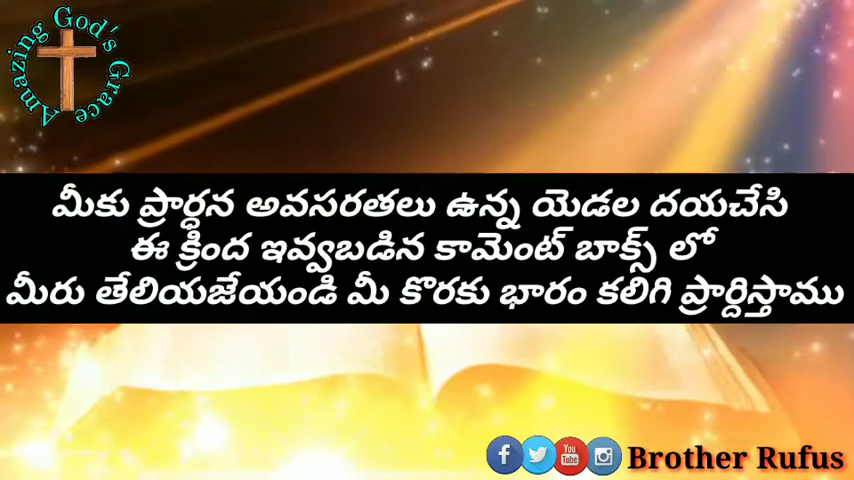 Amazing God's Grace
మీకు ప్రార్ధన అవసరతలు ఉన్న యెడల దయచేసి
ఈ క్రింద ఇవ్వబడిన కామెంట్ బాక్స్ లో
మీరు తేలియజేయండి మీ కొరకు భారం కలిగి ప్రార్దిస్తాము
You Tube
Brother Rufus